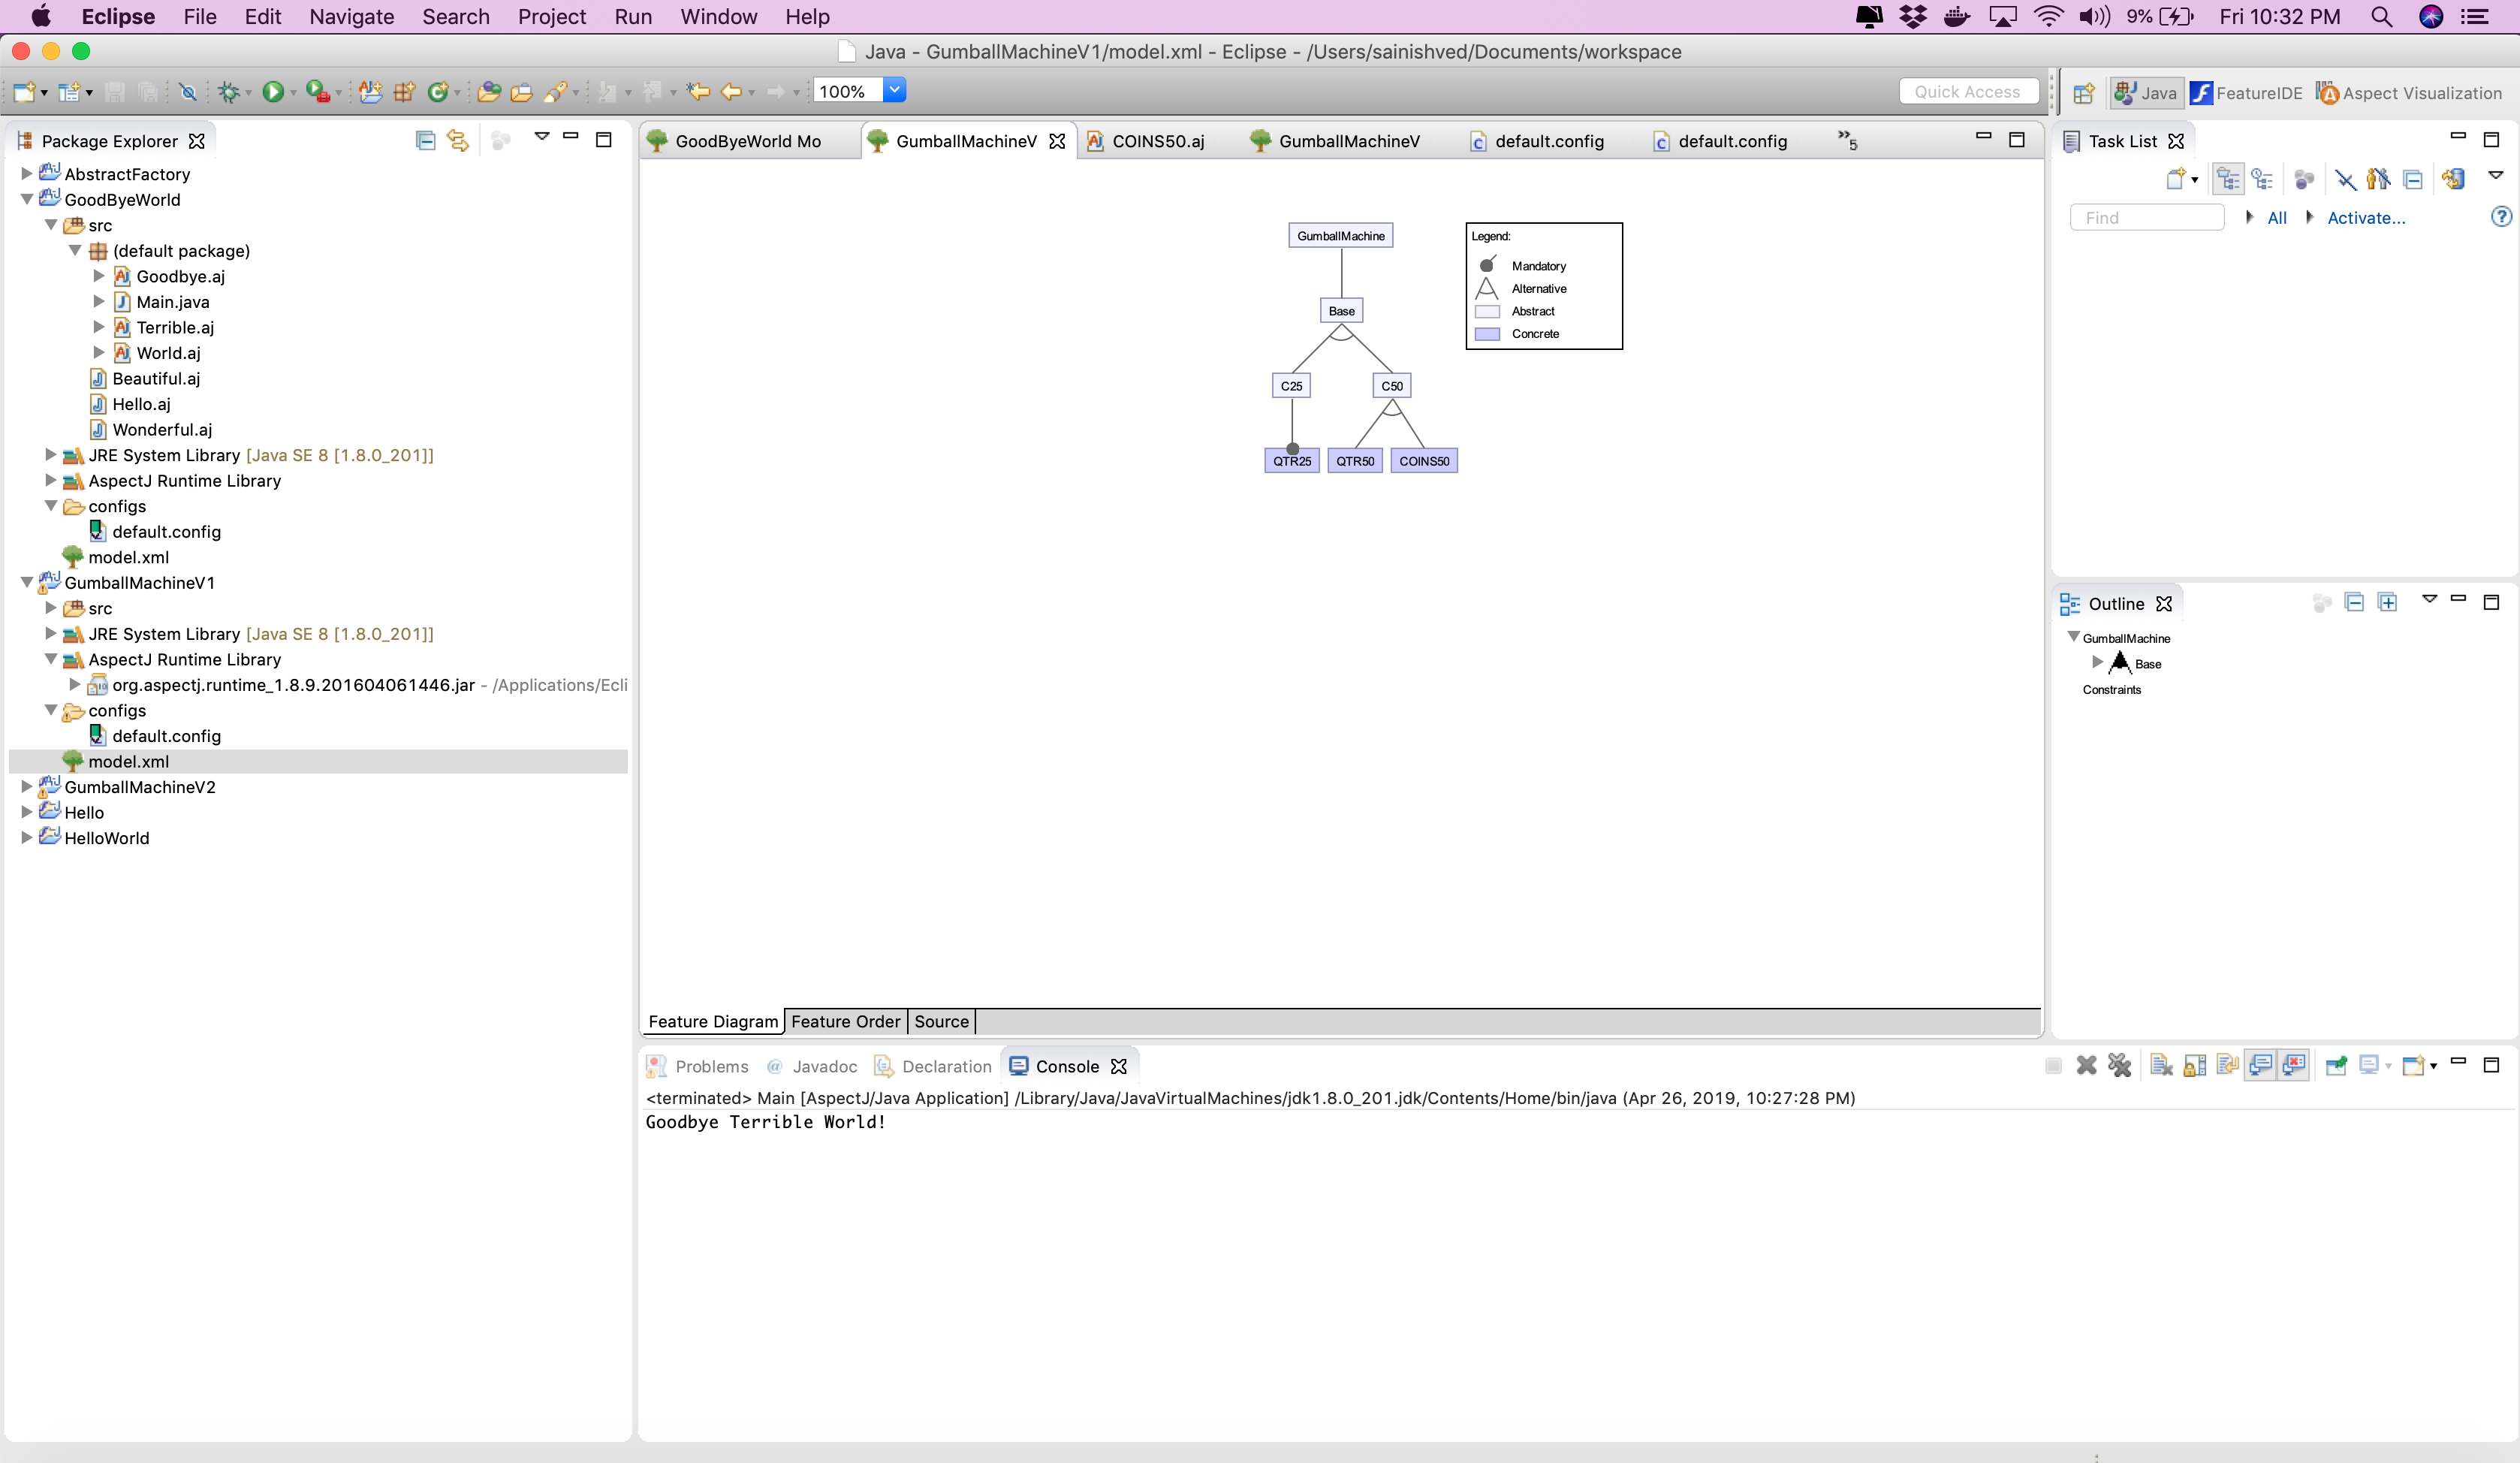 Eclipse File Edit Navigate Search Project Run Window Help 9% Fri 10:32 PM
Java - GumballMachineV1/model.xml - Eclipse - /Users/sainishved/Documents/workspace
100% Quick Access Java FeatureIDE Aspect Visualization
Package Explorer
AbstractFactory
GoodByeWorld
src
(default package)
Goodbye.aj
Main.java
Terrible.aj
World.aj
Beautiful.aj
Hello.aj
Wonderful.aj
JRE System Library [Java SE 8 [1.8.0_201]]
AspectJ Runtime Library
configs
default.config
model.xml
GumballMachineV1
src
JRE System Library [Java SE 8 [1.8.0_201]]
AspectJ Runtime Library
org.aspectj.runtime_1.8.9.201604061446.jar - /Applications/Ecli
configs
default.config
model.xml
GumballMachineV2
Hello
HelloWorld
GoodByeWorld Mo GumballMachineV COINS50.aj GumballMachineV default.config default.config »5
GumballMachine
Base
C25 C50
QTR25 QTR50 COINS50
Legend:
Mandatory
Alternative
Abstract
Concrete
Feature Diagram Feature Order Source
Task List
Find All Activate...
Outline
GumballMachine
Base
Constraints
Problems Javadoc Declaration Console
<terminated> Main [AspectJ/Java Application] /Library/Java/JavaVirtualMachines/jdk1.8.0_201.jdk/Contents/Home/bin/java (Apr 26, 2019, 10:27:28 PM)
Goodbye Terrible World!